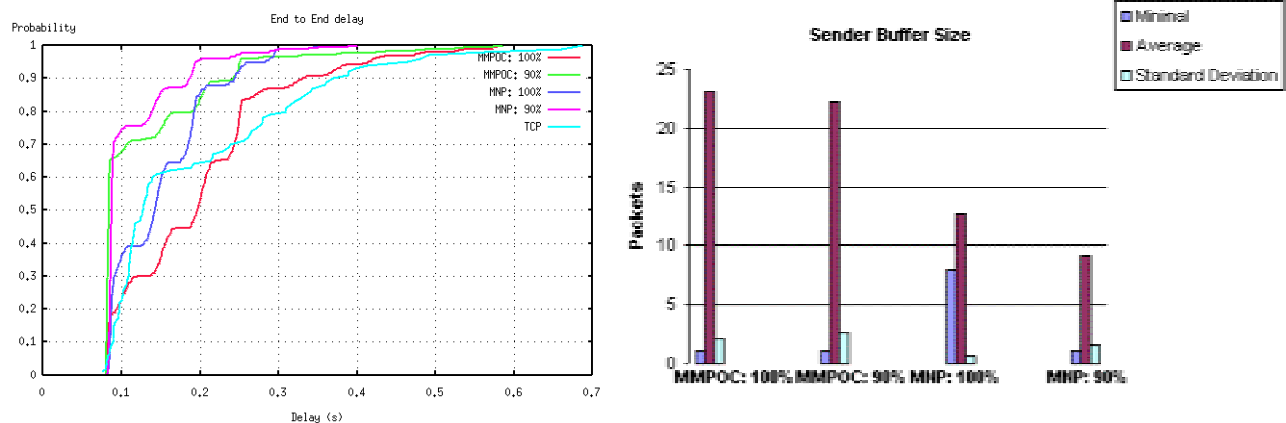 End to End delay
Probability
1
0.9
0.8
0.7
0.6
0.5
0.4
0.3
0.2
0.1
0
MMPOC: 100%
MMPOC: 90%
MNP: 100%
MNP: 90%
TCP
0 0.1 0.2 0.3 0.4 0.5 0.6 0.7
Delay (s)
Sender Buffer Size
Minimal
Average
Standard Deviation
Packets
25
20
15
10
5
0
MMPOC: 100% MMPOC: 90% MNP: 100% MNP: 90%